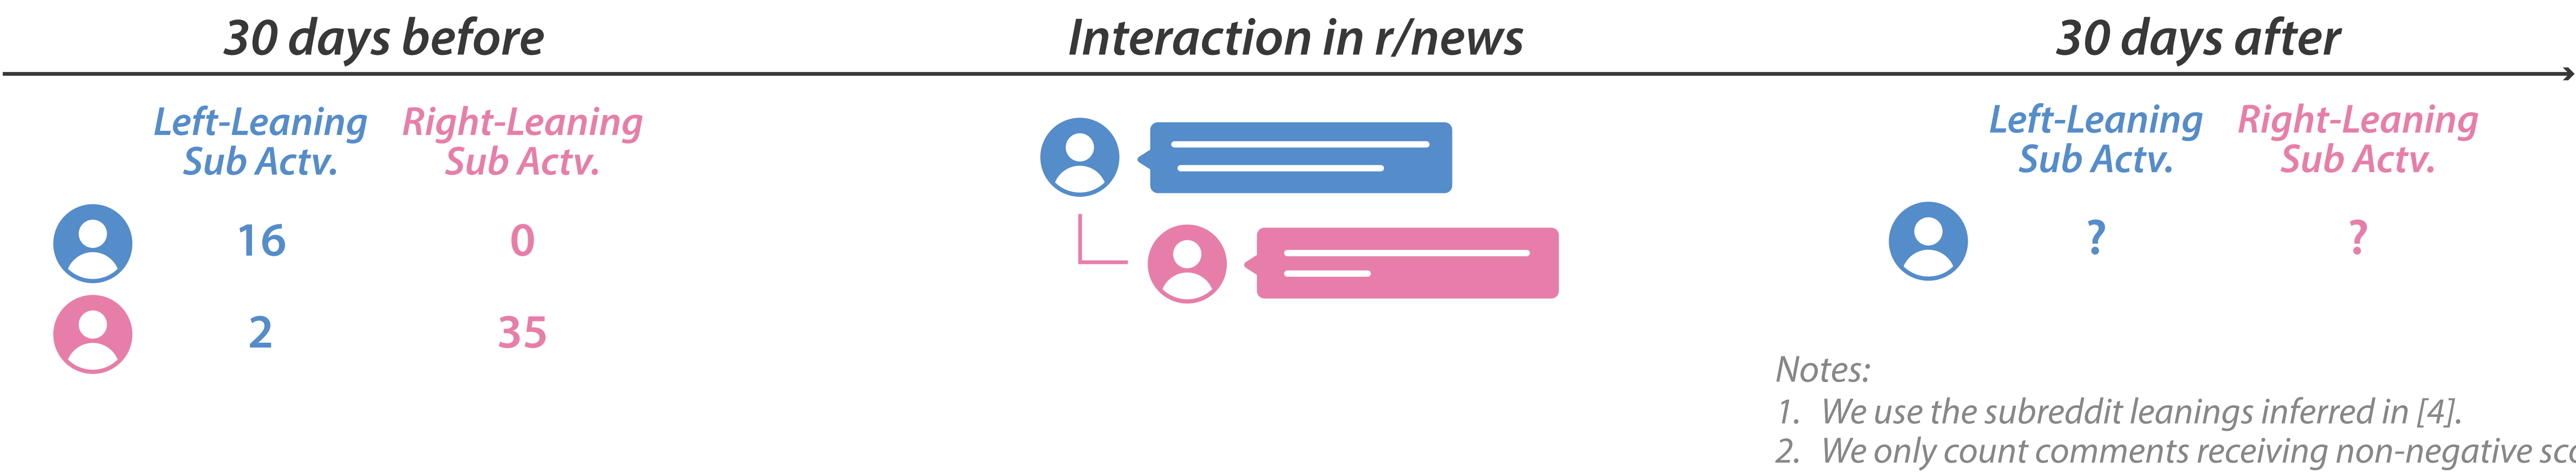 30 days before
Interaction in r/news
30 days after
Left-Leaning Right-Leaning
Sub Actv. Sub Actv.
16 0
2 35
Left-Leaning Right-Leaning
Sub Actv. Sub Actv.
? ?
Notes:
1. We use the subreddit leanings inferred in [4].
2. We only count comments receiving non-negative